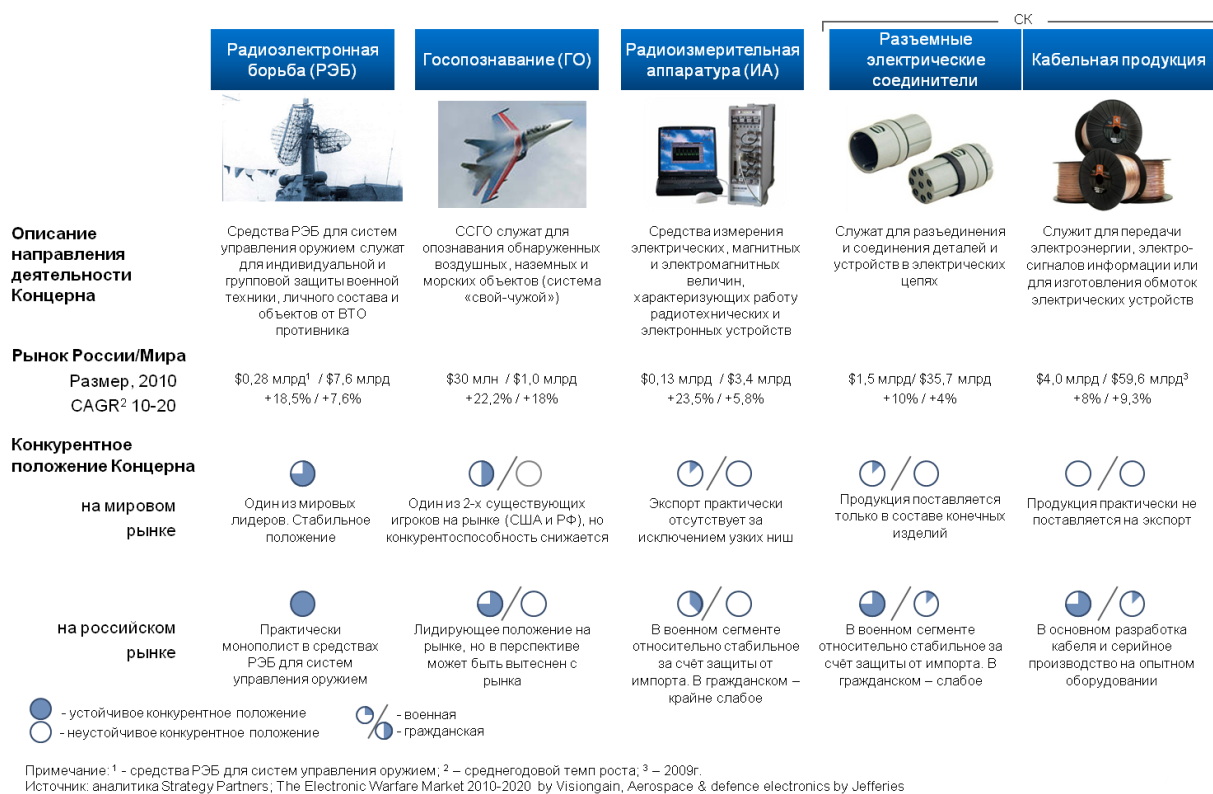 СК
Радиоэлектронная
борьба (РЭБ)
Госопознавание (ГО)
Радиоизмерительная
аппаратура (ИА)
Разъемные
электрические
соединители
Кабельная продукция
Описание
направления
деятельности
Концерна
Средства РЭБ для систем
управления оружием служат
для индивидуальной и
групповой защиты военной
техники, личного состава и
объектов от ВТО
противника
ССГО служат для
опознавания обнаруженных
воздушных, наземных и
морских объектов (система
«свой-чужой»)
Средства измерения
электрических, магнитных
и электромагнитных
величин,
характеризующих работу
радиотехнических и
электронных устройств
Служат для разъединения
и соединения деталей и
устройств в электрических
цепях
Служит для передачи
электроэнергии, электро-
сигналов информации или
для изготовления обмоток
электрических устройств
Рынок России/Мира
Размер, 2010
CAGR² 10-20
$0,28 млрд¹ / $7,6 млрд
+18,5% / +7,6%
$30 млн / $1,0 млрд
+22,2% / +18%
$0,13 млрд / $3,4 млрд
+23,5% / +5,8%
$1,5 млрд/ $35,7 млрд
+10% / +4%
$4,0 млрд / $59,6 млрд³
+8% / +9,3%
Конкурентное
положение Концерна
на мировом
рынке
Один из мировых
лидеров. Стабильное
положение
Один из 2-х существующих
игроков на рынке (США и РФ), но
конкурентоспособность снижается
Экспорт практически
отсутствует за
исключением узких ниш
Продукция поставляется
только в составе конечных
изделий
Продукция практически не
поставляется на экспорт
на российском
рынке
Практически
монополист в средствах
РЭБ для систем
управления оружием
Лидирующее положение на
рынке, но в перспективе
может быть вытеснен с
рынка
В военном сегменте
относительно стабильное
за счёт защиты от
импорта. В гражданском –
крайне слабое
В военном сегменте
относительно стабильное за
счёт защиты от импорта. В
гражданском – слабое
В основном разработка
кабеля и серийное
производство на опытном
оборудовании
- устойчивое конкурентное положение
- неустойчивое конкурентное положение
- военная
- гражданская
Примечание: ¹ - средства РЭБ для систем управления оружием; ² – среднегодовой темп роста; ³ – 2009г.
Источник: аналитика Strategy Partners; The Electronic Warfare Market 2010-2020 by Visiongain, Aerospace & defence electronics by Jefferies